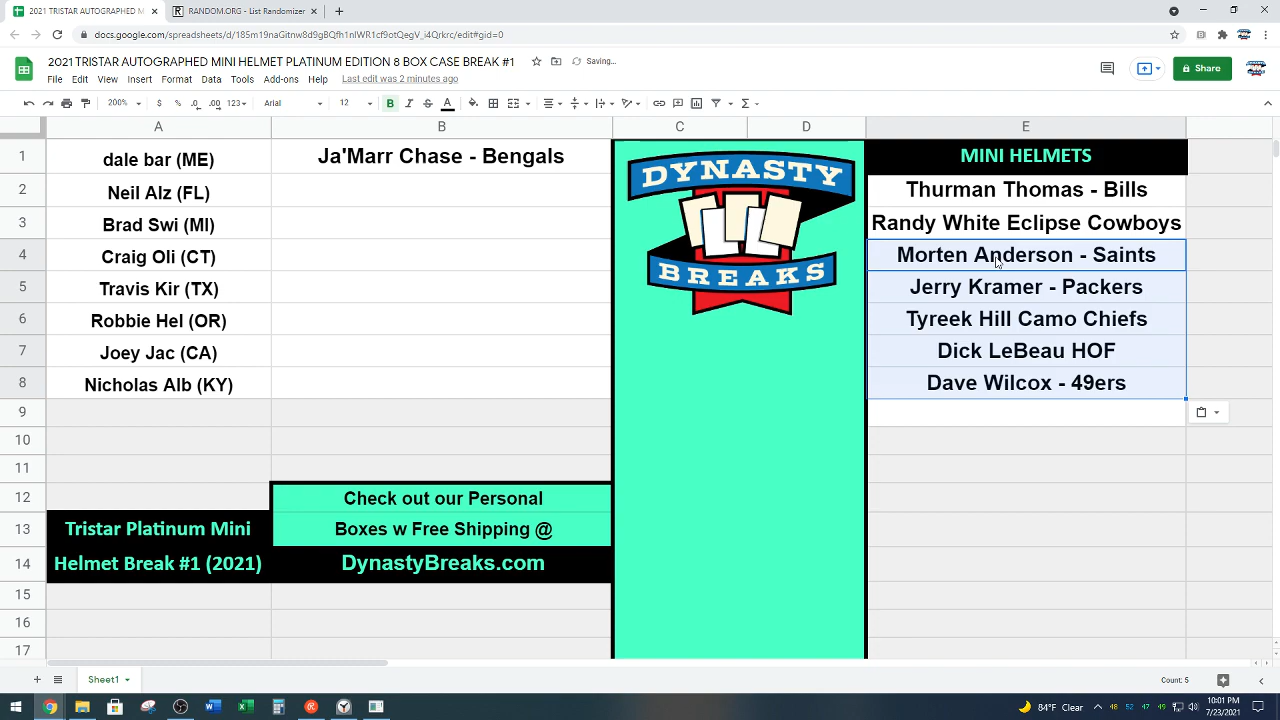 2021 TRISTAR AUTOGRAPHED MI
RANDOM.ORG - List Randomizer
docs.google.com/spreadsheets/d/
2021 TRISTAR AUTOGRAPHED MINI HELMET PLATINUM EDITION 8 BOX CASE BREAK #1
Saving...
File Edit View Insert Format Data Tools Add-ons Help Last edit was 2 minutes ago
Share
200% $ % .0 .00 123 Arial 12 B I S A
A B C D E
1 dale bar (ME) Ja'Marr Chase - Bengals MINI HELMETS
2 Neil Alz (FL) Thurman Thomas - Bills
3 Brad Swi (MI) Randy White Eclipse Cowboys
4 Craig Oli (CT) Morten Anderson - Saints
5 Travis Kir (TX) Jerry Kramer - Packers
6 Robbie Hel (OR) Tyreek Hill Camo Chiefs
7 Joey Jac (CA) Dick LeBeau HOF
8 Nicholas Alb (KY) Dave Wilcox - 49ers
DYNASTY
BREAKS
9
10
11
12 Check out our Personal
13 Tristar Platinum Mini Boxes w Free Shipping @
14 Helmet Break #1 (2021) DynastyBreaks.com
15
16
17
Sheet1
Count: 5
84°F Clear 48 52 47 49 10:01 PM
7/23/2021